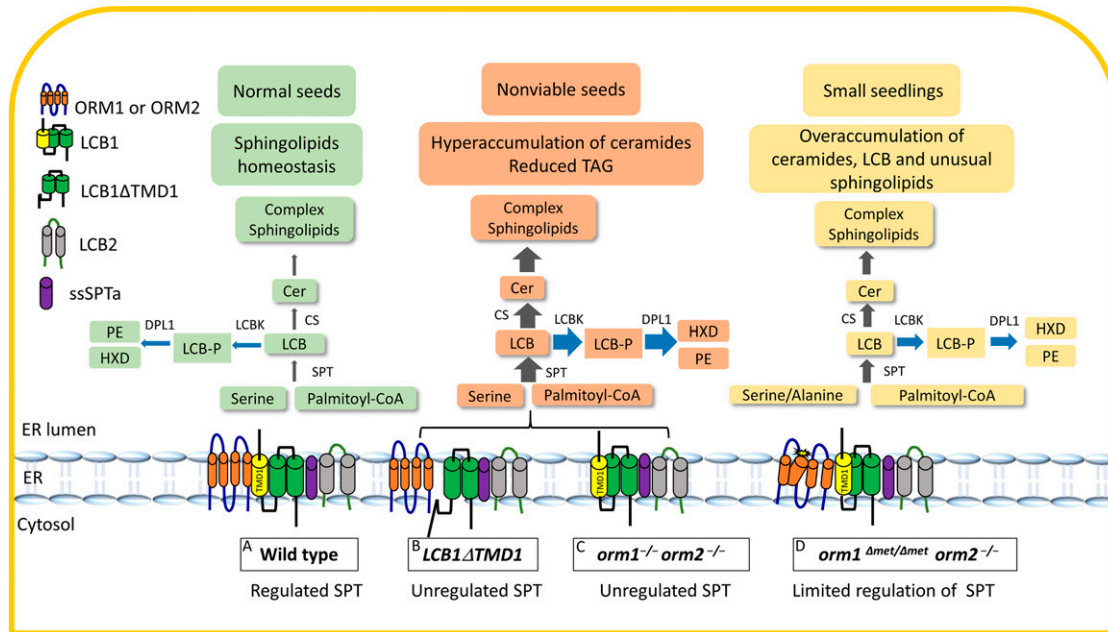 Normal seeds
Nonviable seeds
Small seedlings
ORM1 or ORM2
LCB1
LCB1ΔTMD1
LCB2
ssSPTa
Sphingolipids
homeostasis
Hyperaccumulation of ceramides
Reduced TAG
Overaccumulation of
ceramides, LCB and unusual
sphingolipids
Complex
Sphingolipids
Cer
CS
LCB
LCBK
LCB-P
DPL1
PE
HXD
SPT
Serine
Palmitoyl-CoA
Complex
Sphingolipids
Cer
CS
LCB
LCBK
LCB-P
DPL1
HXD
PE
SPT
Serine
Palmitoyl-CoA
Complex
Sphingolipids
Cer
CS
LCB
LCBK
LCB-P
DPL1
HXD
PE
SPT
Serine/Alanine
Palmitoyl-CoA
ER lumen
ER
Cytosol
TMD1
TMD1
TMD1
A Wild type
Regulated SPT
B LCB1ΔTMD1
Unregulated SPT
C orm1⁻/⁻ orm2⁻/⁻
Unregulated SPT
D orm1 Δmet/Δmet orm2⁻/⁻
Limited regulation of SPT